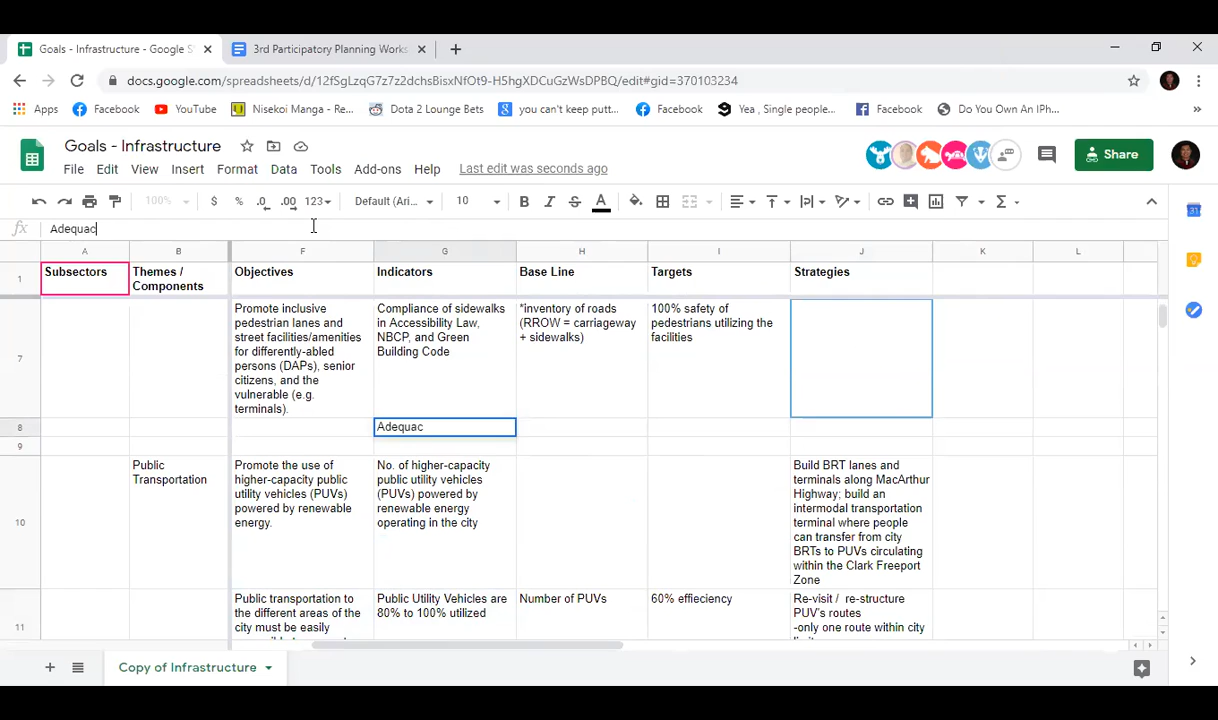 Goals - Infrastructure - Google S
3rd Participatory Planning Works
docs.google.com/spreadsheets/d/12fSgLzqG7z7z2dchsBisxNfOt9-H5hgXDCuGzWsDPBQ/edit#gid=370103234
Apps
Facebook
YouTube
Nisekoi Manga - Re...
Dota 2 Lounge Bets
you can't keep putt...
Facebook
Yea , Single people...
Facebook
Do You Own An IPh...
»
Goals - Infrastructure
Share
File Edit View Insert Format Data Tools Add-ons Help
Last edit was seconds ago
100% $ % .0 .00 123 Default (Ari... 10 B I S A Σ
31
fx Adequac
A B F G H I J K L
1
Subsectors
Themes /
Components
Objectives
Indicators
Base Line
Targets
Strategies
7
Promote inclusive
pedestrian lanes and
street facilities/amenities
for differently-abled
persons (DAPs), senior
citizens, and the
vulnerable (e.g.
terminals).
Compliance of sidewalks
in Accessibility Law,
NBCP, and Green
Building Code
*inventory of roads
(RROW = carriageway
+ sidewalks)
100% safety of
pedestrians utilizing the
facilities
8
Adequac
9
10
Public
Transportation
Promote the use of
higher-capacity public
utility vehicles (PUVs)
powered by renewable
energy.
No. of higher-capacity
public utility vehicles
(PUVs) powered by
renewable energy
operating in the city
Build BRT lanes and
terminals along MacArthur
Highway; build an
intermodal transportation
terminal where people
can transfer from city
BRTs to PUVs circulating
within the Clark Freeport
Zone
11
Public transportation to
the different areas of the
city must be easily
Public Utility Vehicles are
80% to 100% utilized
Number of PUVs
60% effieciency
Re-visit / re-structure
PUV's routes
-only one route within city
Copy of Infrastructure